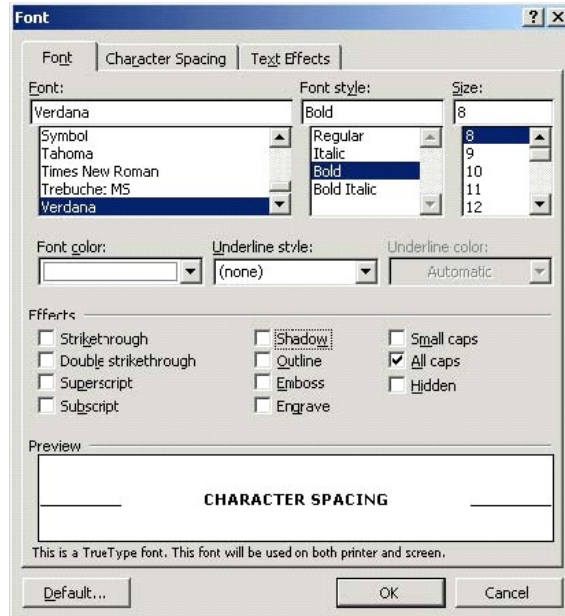 Font
Font Character Spacing Text Effects
Font: Font style: Size:
Verdana Bold 8
Symbol Regular 8
Tahoma Italic 9
Times New Roman Bold 10
Trebuchet MS Bold Italic 11
Verdana 12
Font color: Underline style: Underline color:
(none) Automatic
Effects
Strikethrough Shadow Small caps
Double strikethrough Outline All caps
Superscript Emboss Hidden
Subscript Engrave
Preview
CHARACTER SPACING
This is a TrueType font. This font will be used on both printer and screen.
Default... OK Cancel